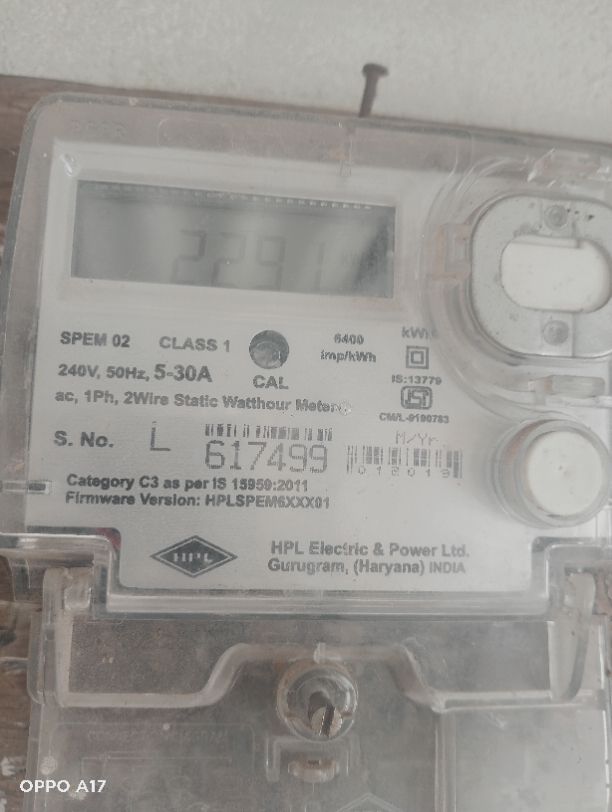 2291
SPEM 02 CLASS 1
6400
imp/kWh
240V, 50Hz, 5-30A
CAL
IS:13779
ac, 1Ph, 2Wire Static Watthour Meter
CM/L-9190783
S. No. L 617499
M/Yr
012019
Category C3 as per IS 15959:2011
Firmware Version: HPLSPEM6XXX01
HPL
HPL Electric & Power Ltd.
Gurugram, (Haryana) INDIA
OPPO A17